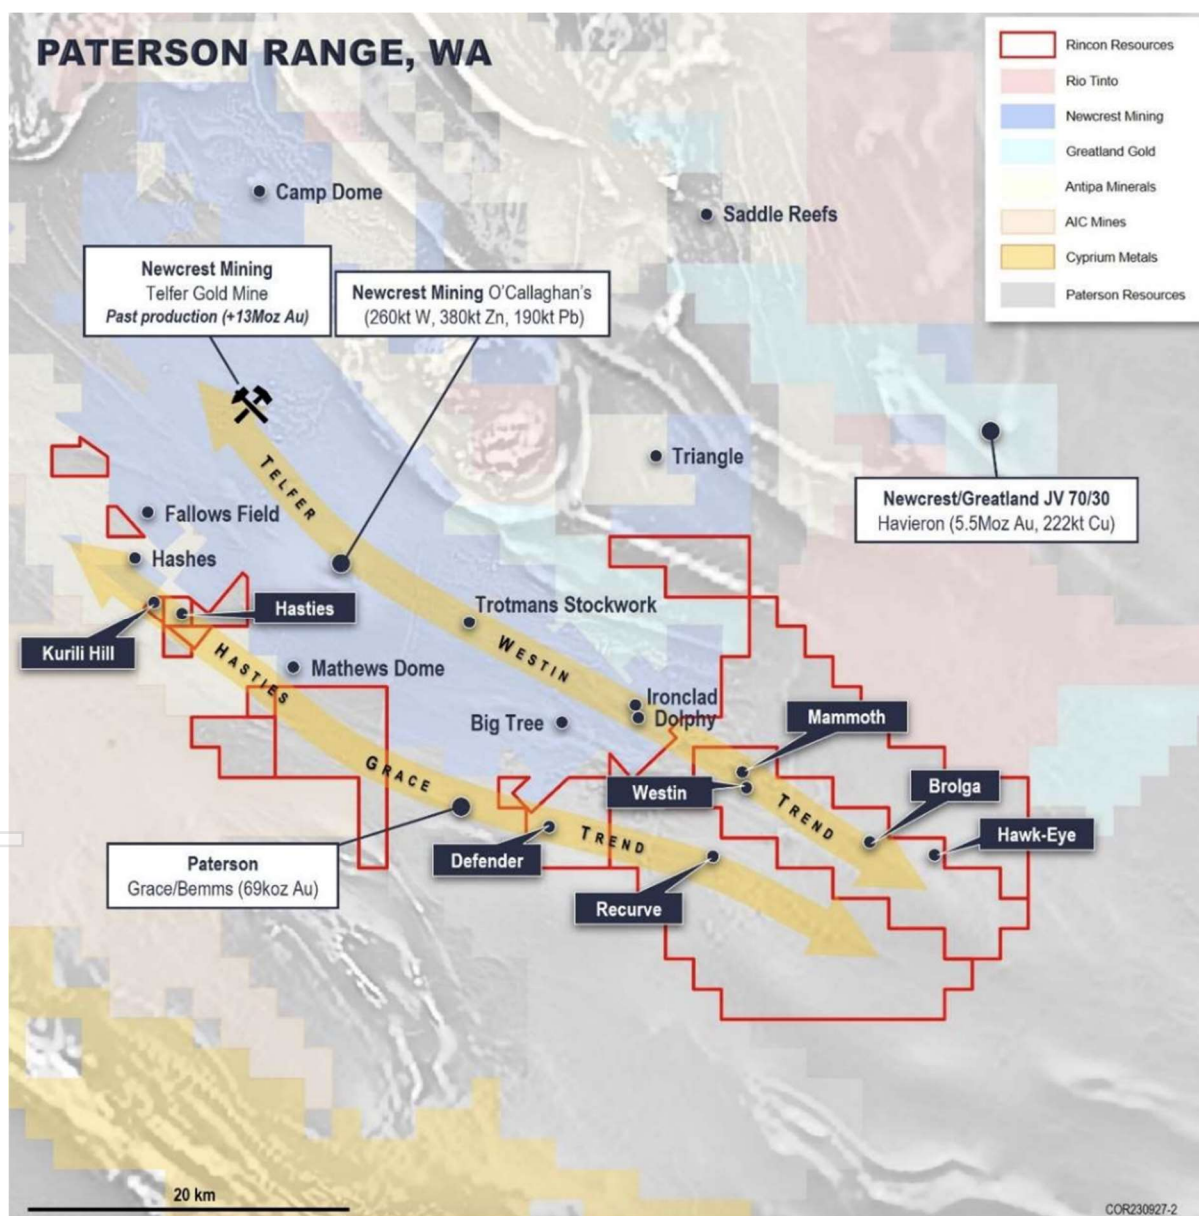 PATERSON RANGE, WA
Rincon Resources
Rio Tinto
Newcrest Mining
Greatland Gold
Antipa Minerals
AIC Mines
Cyprium Metals
Paterson Resources
Camp Dome
Saddle Reefs
Newcrest Mining
Telfer Gold Mine
Past production (+13Moz Au)
Newcrest Mining O'Callaghan's
(260kt W, 380kt Zn, 190kt Pb)
Triangle
Newcrest/Greatland JV 70/30
Havieron (5.5Moz Au, 222kt Cu)
TELFER
Fallows Field
Hashes
Hasties
Kurili Hill
Trotmans Stockwork
WESTIN
HASTIES
Mathews Dome
Ironclad
Dolphy
Big Tree
Mammoth
GRACE
Westin
Brolga
TREND
TREND
Hawk-Eye
Defender
Paterson
Grace/Bemms (69koz Au)
Recurve
20 km
COR230927-2